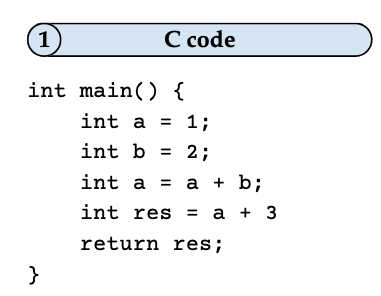 1 C code
int main() {
    int a = 1;
    int b = 2;
    int a = a + b;
    int res = a + 3
    return res;
}